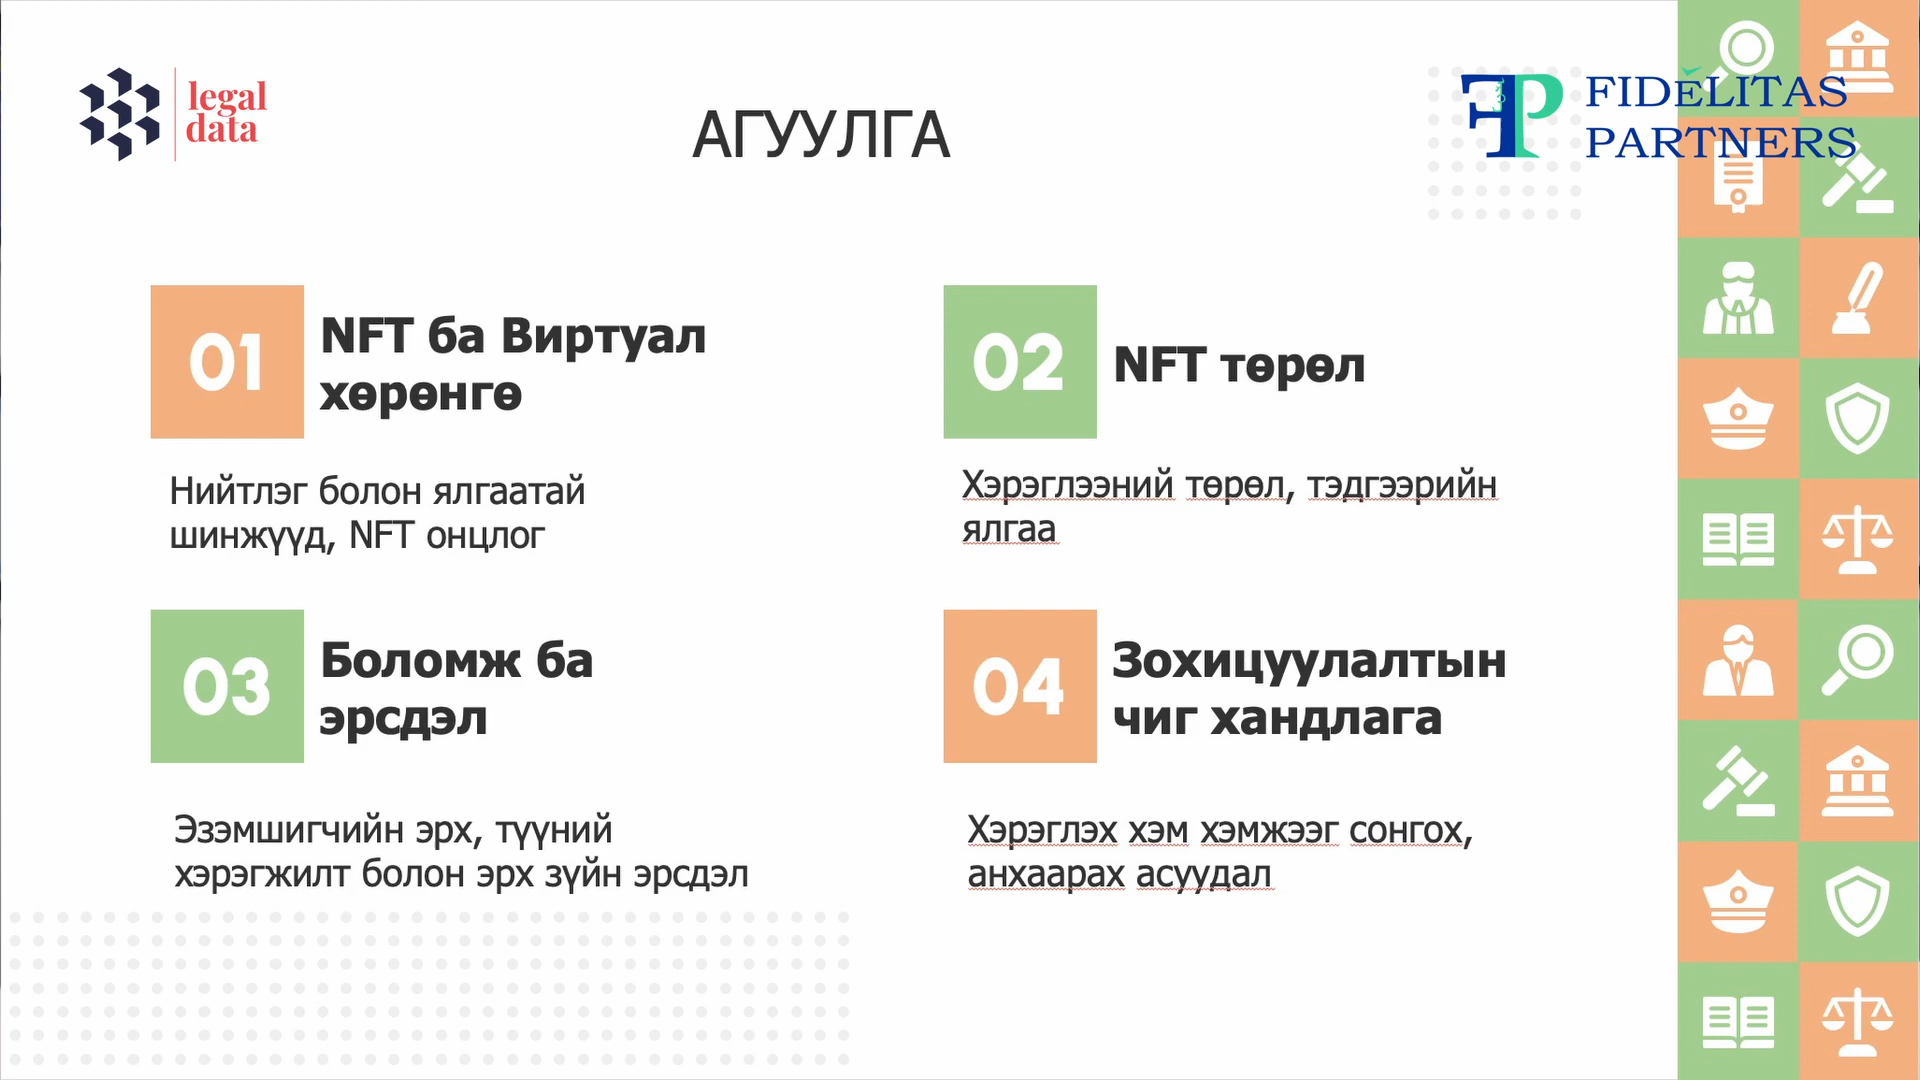 legal
data
АГУУЛГА
FP
FIDĚLITAS
PARTNERS
01
NFT ба Виртуал
хөрөнгө
Нийтлэг болон ялгаатай
шинжүүд, NFT онцлог
02
NFT төрөл
Хэрэглээний төрөл, тэдгээрийн
ялгаа
03
Боломж ба
эрсдэл
Эзэмшигчийн эрх, түүний
хэрэгжилт болон эрх зүйн эрсдэл
04
Зохицуулалтын
чиг хандлага
Хэрэглэх хэм хэмжээг сонгох,
анхаарах асуудал